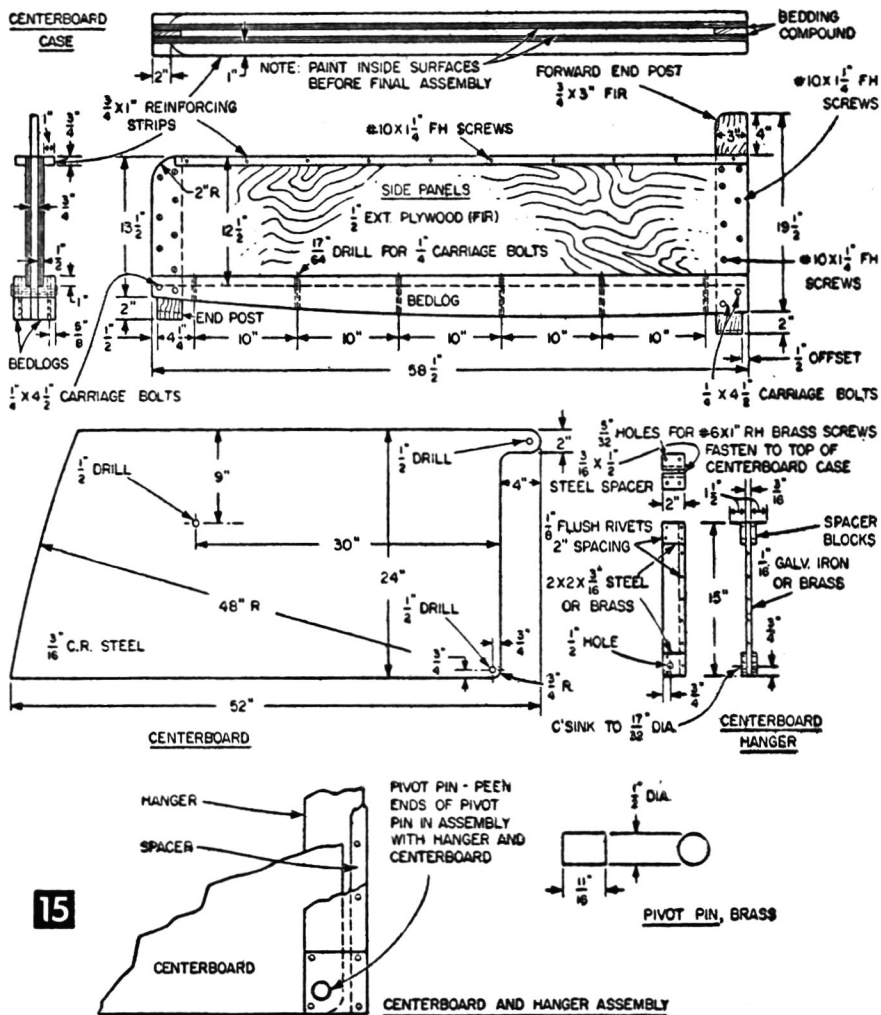 CENTERBOARD
CASE
BEDDING
COMPOUND
2"
1"
NOTE: PAINT INSIDE SURFACES
BEFORE FINAL ASSEMBLY
FORWARD END POST
3/4 X 3" FIR
#10 X 1 1/4" FH
SCREWS
3/4 X 1" REINFORCING
STRIPS
#10 X 1 1/4" FH SCREWS
1"
3/4"
3"
4"
2" R
SIDE PANELS
1/2" EXT. PLYWOOD (FIR)
3/4"
13 1/2"
12 1/2"
19 1/2"
17/64" DRILL FOR 1/4" CARRIAGE BOLTS
#10 X 1 1/4" FH
SCREWS
1/2"
1"
BEDLOG
2"
END POST
2"
5/8"
1/2"
4 1/4"
10"
10"
10"
10"
10"
BEDLOGS
58 1/2"
1/2" OFFSET
1/4 X 4 1/2" CARRIAGE BOLTS
1/4 X 4 1/2" CARRIAGE BOLTS
1/2" DRILL
9"
1/2" DRILL
2"
4"
30"
24"
48" R
1/2" DRILL
3/16" C.R. STEEL
3/4"
3/4"
3/4" R.
52"
CENTERBOARD
5/32" HOLES FOR #6X1" RH BRASS SCREWS
FASTEN TO TOP OF
CENTERBOARD CASE
3/16 X 1/2"
STEEL SPACER
2"
1 1/2"
3/16"
1/8" FLUSH RIVETS
2" SPACING
SPACER
BLOCKS
2 X 2 X 3/16" STEEL
OR BRASS
15"
1/16" GALV. IRON
OR BRASS
1/2" HOLE
3/4"
3/4"
C'SINK TO 17/32" DIA.
CENTERBOARD
HANGER
HANGER
SPACER
PIVOT PIN - PEEN
ENDS OF PIVOT
PIN IN ASSEMBLY
WITH HANGER AND
CENTERBOARD
1/2" DIA.
11/16"
PIVOT PIN, BRASS
15
CENTERBOARD
CENTERBOARD AND HANGER ASSEMBLY